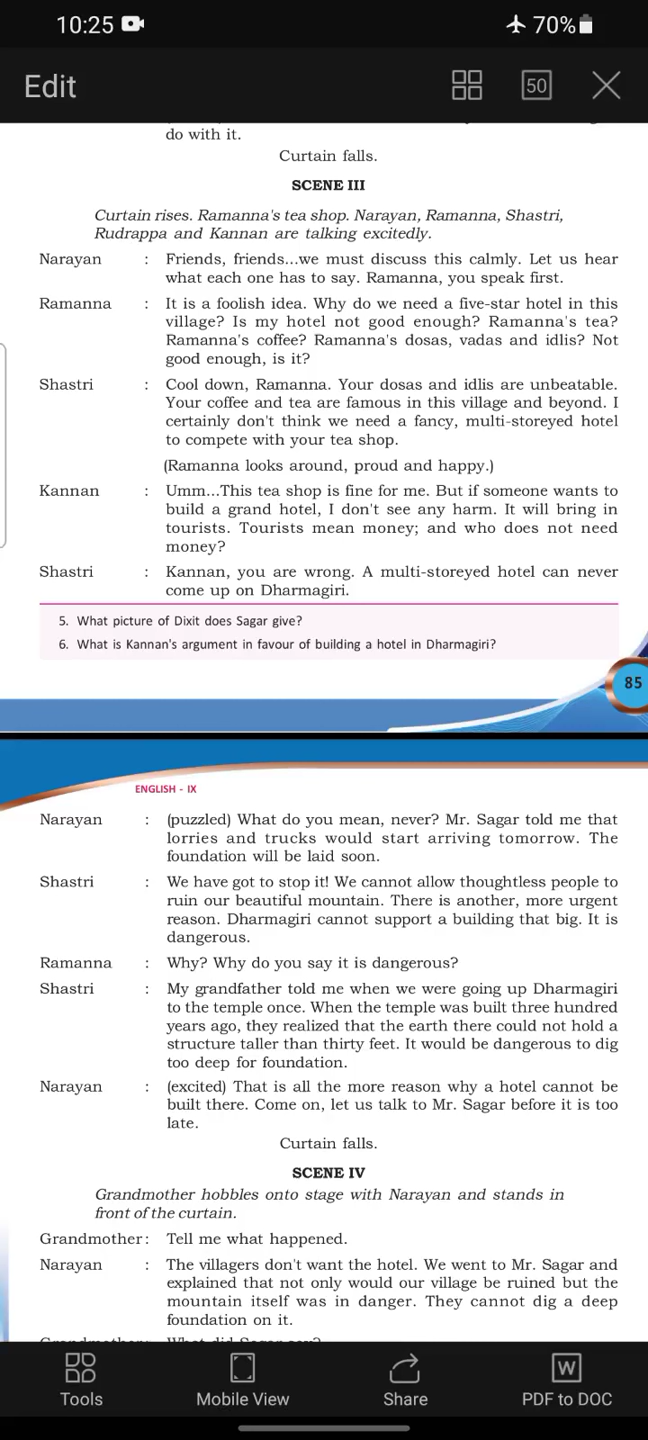 10:25 70%
Edit 50
do with it.
Curtain falls.
SCENE III
Curtain rises. Ramanna's tea shop. Narayan, Ramanna, Shastri,
Rudrappa and Kannan are talking excitedly.
Narayan : Friends, friends...we must discuss this calmly. Let us hear
what each one has to say. Ramanna, you speak first.
Ramanna : It is a foolish idea. Why do we need a five-star hotel in this
village? Is my hotel not good enough? Ramanna's tea?
Ramanna's coffee? Ramanna's dosas, vadas and idlis? Not
good enough, is it?
Shastri : Cool down, Ramanna. Your dosas and idlis are unbeatable.
Your coffee and tea are famous in this village and beyond. I
certainly don't think we need a fancy, multi-storeyed hotel
to compete with your tea shop.
(Ramanna looks around, proud and happy.)
Kannan : Umm...This tea shop is fine for me. But if someone wants to
build a grand hotel, I don't see any harm. It will bring in
tourists. Tourists mean money; and who does not need
money?
Shastri : Kannan, you are wrong. A multi-storeyed hotel can never
come up on Dharmagiri.
5. What picture of Dixit does Sagar give?
6. What is Kannan's argument in favour of building a hotel in Dharmagiri?
85
ENGLISH - IX
Narayan : (puzzled) What do you mean, never? Mr. Sagar told me that
lorries and trucks would start arriving tomorrow. The
foundation will be laid soon.
Shastri : We have got to stop it! We cannot allow thoughtless people to
ruin our beautiful mountain. There is another, more urgent
reason. Dharmagiri cannot support a building that big. It is
dangerous.
Ramanna : Why? Why do you say it is dangerous?
Shastri : My grandfather told me when we were going up Dharmagiri
to the temple once. When the temple was built three hundred
years ago, they realized that the earth there could not hold a
structure taller than thirty feet. It would be dangerous to dig
too deep for foundation.
Narayan : (excited) That is all the more reason why a hotel cannot be
built there. Come on, let us talk to Mr. Sagar before it is too
late.
Curtain falls.
SCENE IV
Grandmother hobbles onto stage with Narayan and stands in
front of the curtain.
Grandmother : Tell me what happened.
Narayan : The villagers don't want the hotel. We went to Mr. Sagar and
explained that not only would our village be ruined but the
mountain itself was in danger. They cannot dig a deep
foundation on it.
Tools Mobile View Share W PDF to DOC